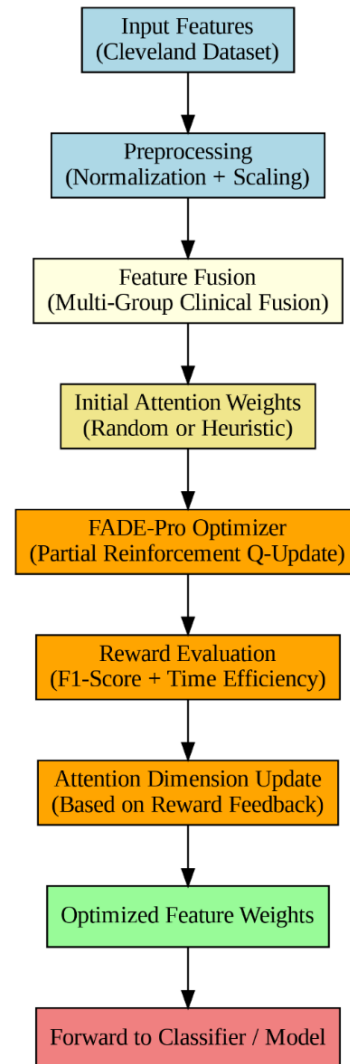 Input Features
(Cleveland Dataset)
Preprocessing
(Normalization + Scaling)
Feature Fusion
(Multi-Group Clinical Fusion)
Initial Attention Weights
(Random or Heuristic)
FADE-Pro Optimizer
(Partial Reinforcement Q-Update)
Reward Evaluation
(F1-Score + Time Efficiency)
Attention Dimension Update
(Based on Reward Feedback)
Optimized Feature Weights
Forward to Classifier / Model